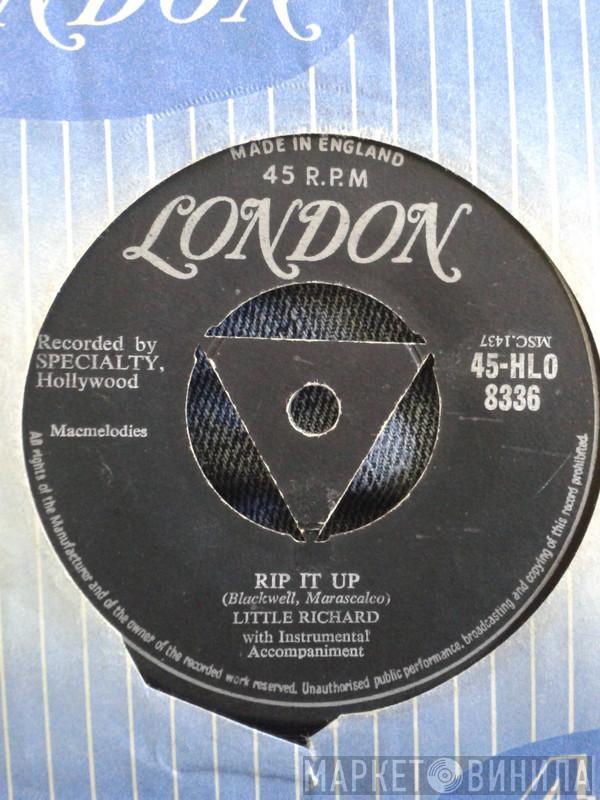 LONDON
MADE IN ENGLAND
45 R.P.M
LONDON
Recorded by
SPECIALTY,
Hollywood
Macmelodies
MSC.1437
45-HLO
8336
RIP IT UP
(Blackwell, Marascalco)
LITTLE RICHARD
with Instrumental
Accompaniment
All rights of the Manufacturer and of the owner of the recorded work reserved. Unauthorised public performance, broadcasting and copying of this record prohibited.
МАРКЕТ ВИНИЛА